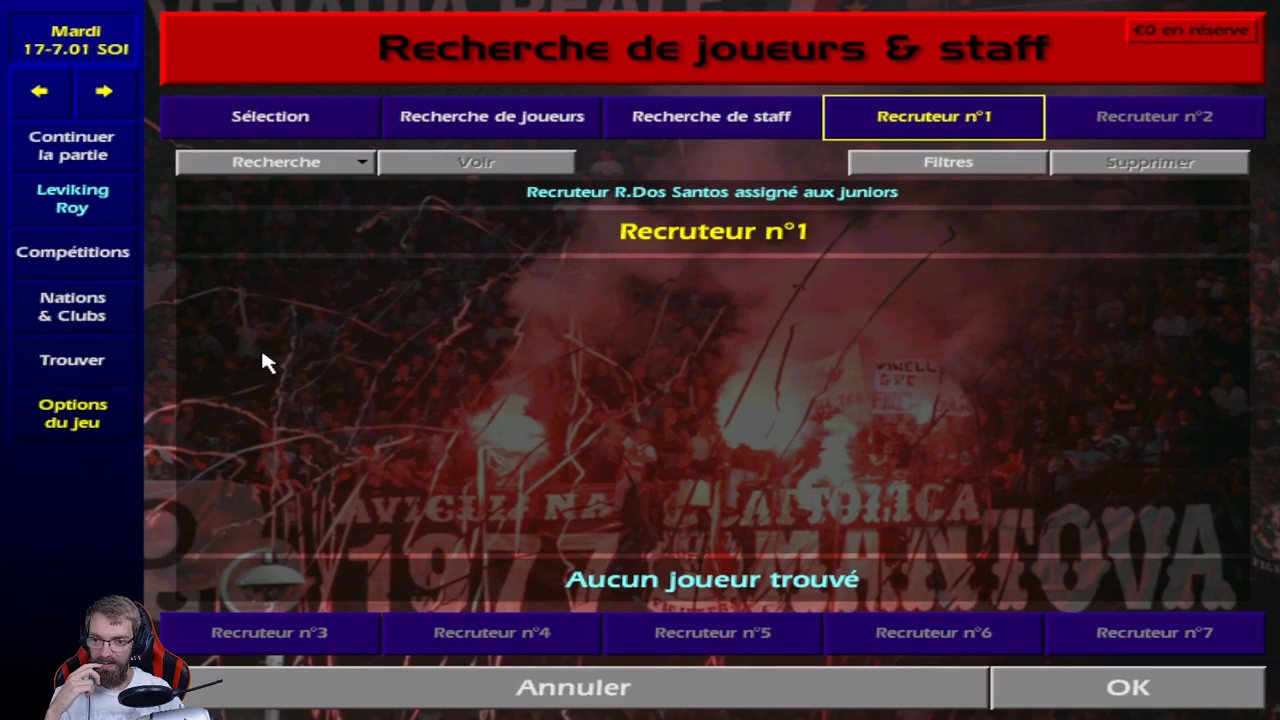 Mardi
17-7.01 SOI
Recherche de joueurs & staff
€0 en réserve
Sélection
Recherche de joueurs
Recherche de staff
Recruteur n°1
Recruteur n°2
Continuer
la partie
Recherche
Voir
Filtres
Supprimer
Leviking
Roy
Recruteur R.Dos Santos assigné aux juniors
Recruteur n°1
Compétitions
Nations
& Clubs
Trouver
Options
du jeu
CATTOLICA
1977
MANTOVA
Aucun joueur trouvé
Recruteur n°3
Recruteur n°4
Recruteur n°5
Recruteur n°6
Recruteur n°7
Annuler
OK